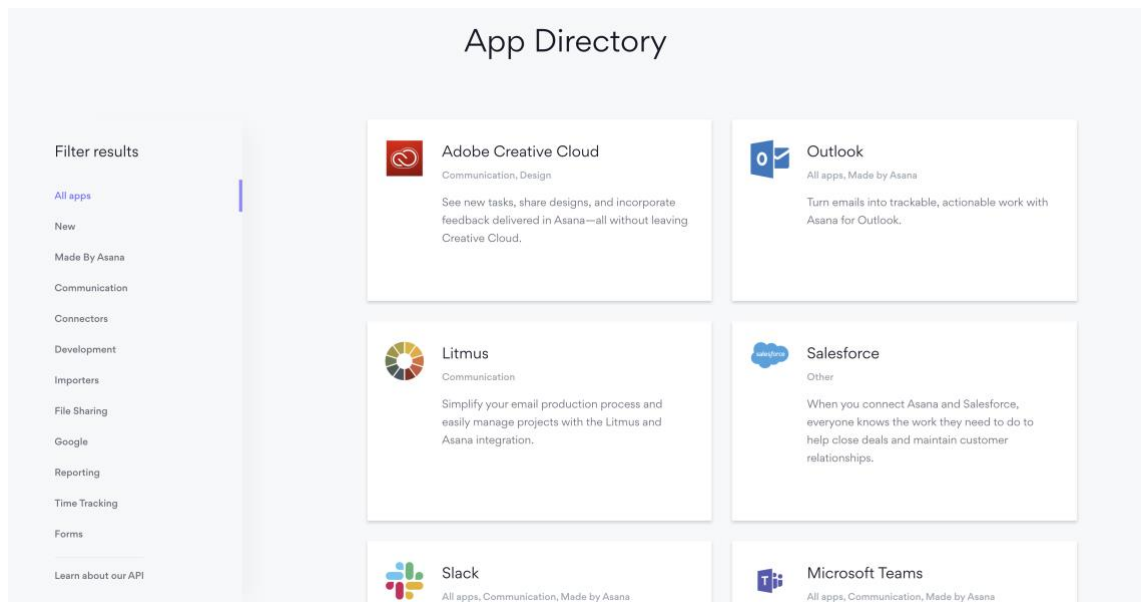 App Directory
Filter results
All apps
New
Made By Asana
Communication
Connectors
Development
Importers
File Sharing
Google
Reporting
Time Tracking
Forms
Learn about our API
Adobe Creative Cloud
Communication, Design
See new tasks, share designs, and incorporate
feedback delivered in Asana—all without leaving
Creative Cloud.
Outlook
All apps, Made by Asana
Turn emails into trackable, actionable work with
Asana for Outlook.
Litmus
Communication
Simplify your email production process and
easily manage projects with the Litmus and
Asana integration.
salesforce
Salesforce
Other
When you connect Asana and Salesforce,
everyone knows the work they need to do to
help close deals and maintain customer
relationships.
Slack
All apps, Communication, Made by Asana
Microsoft Teams
All apps, Communication, Made by Asana